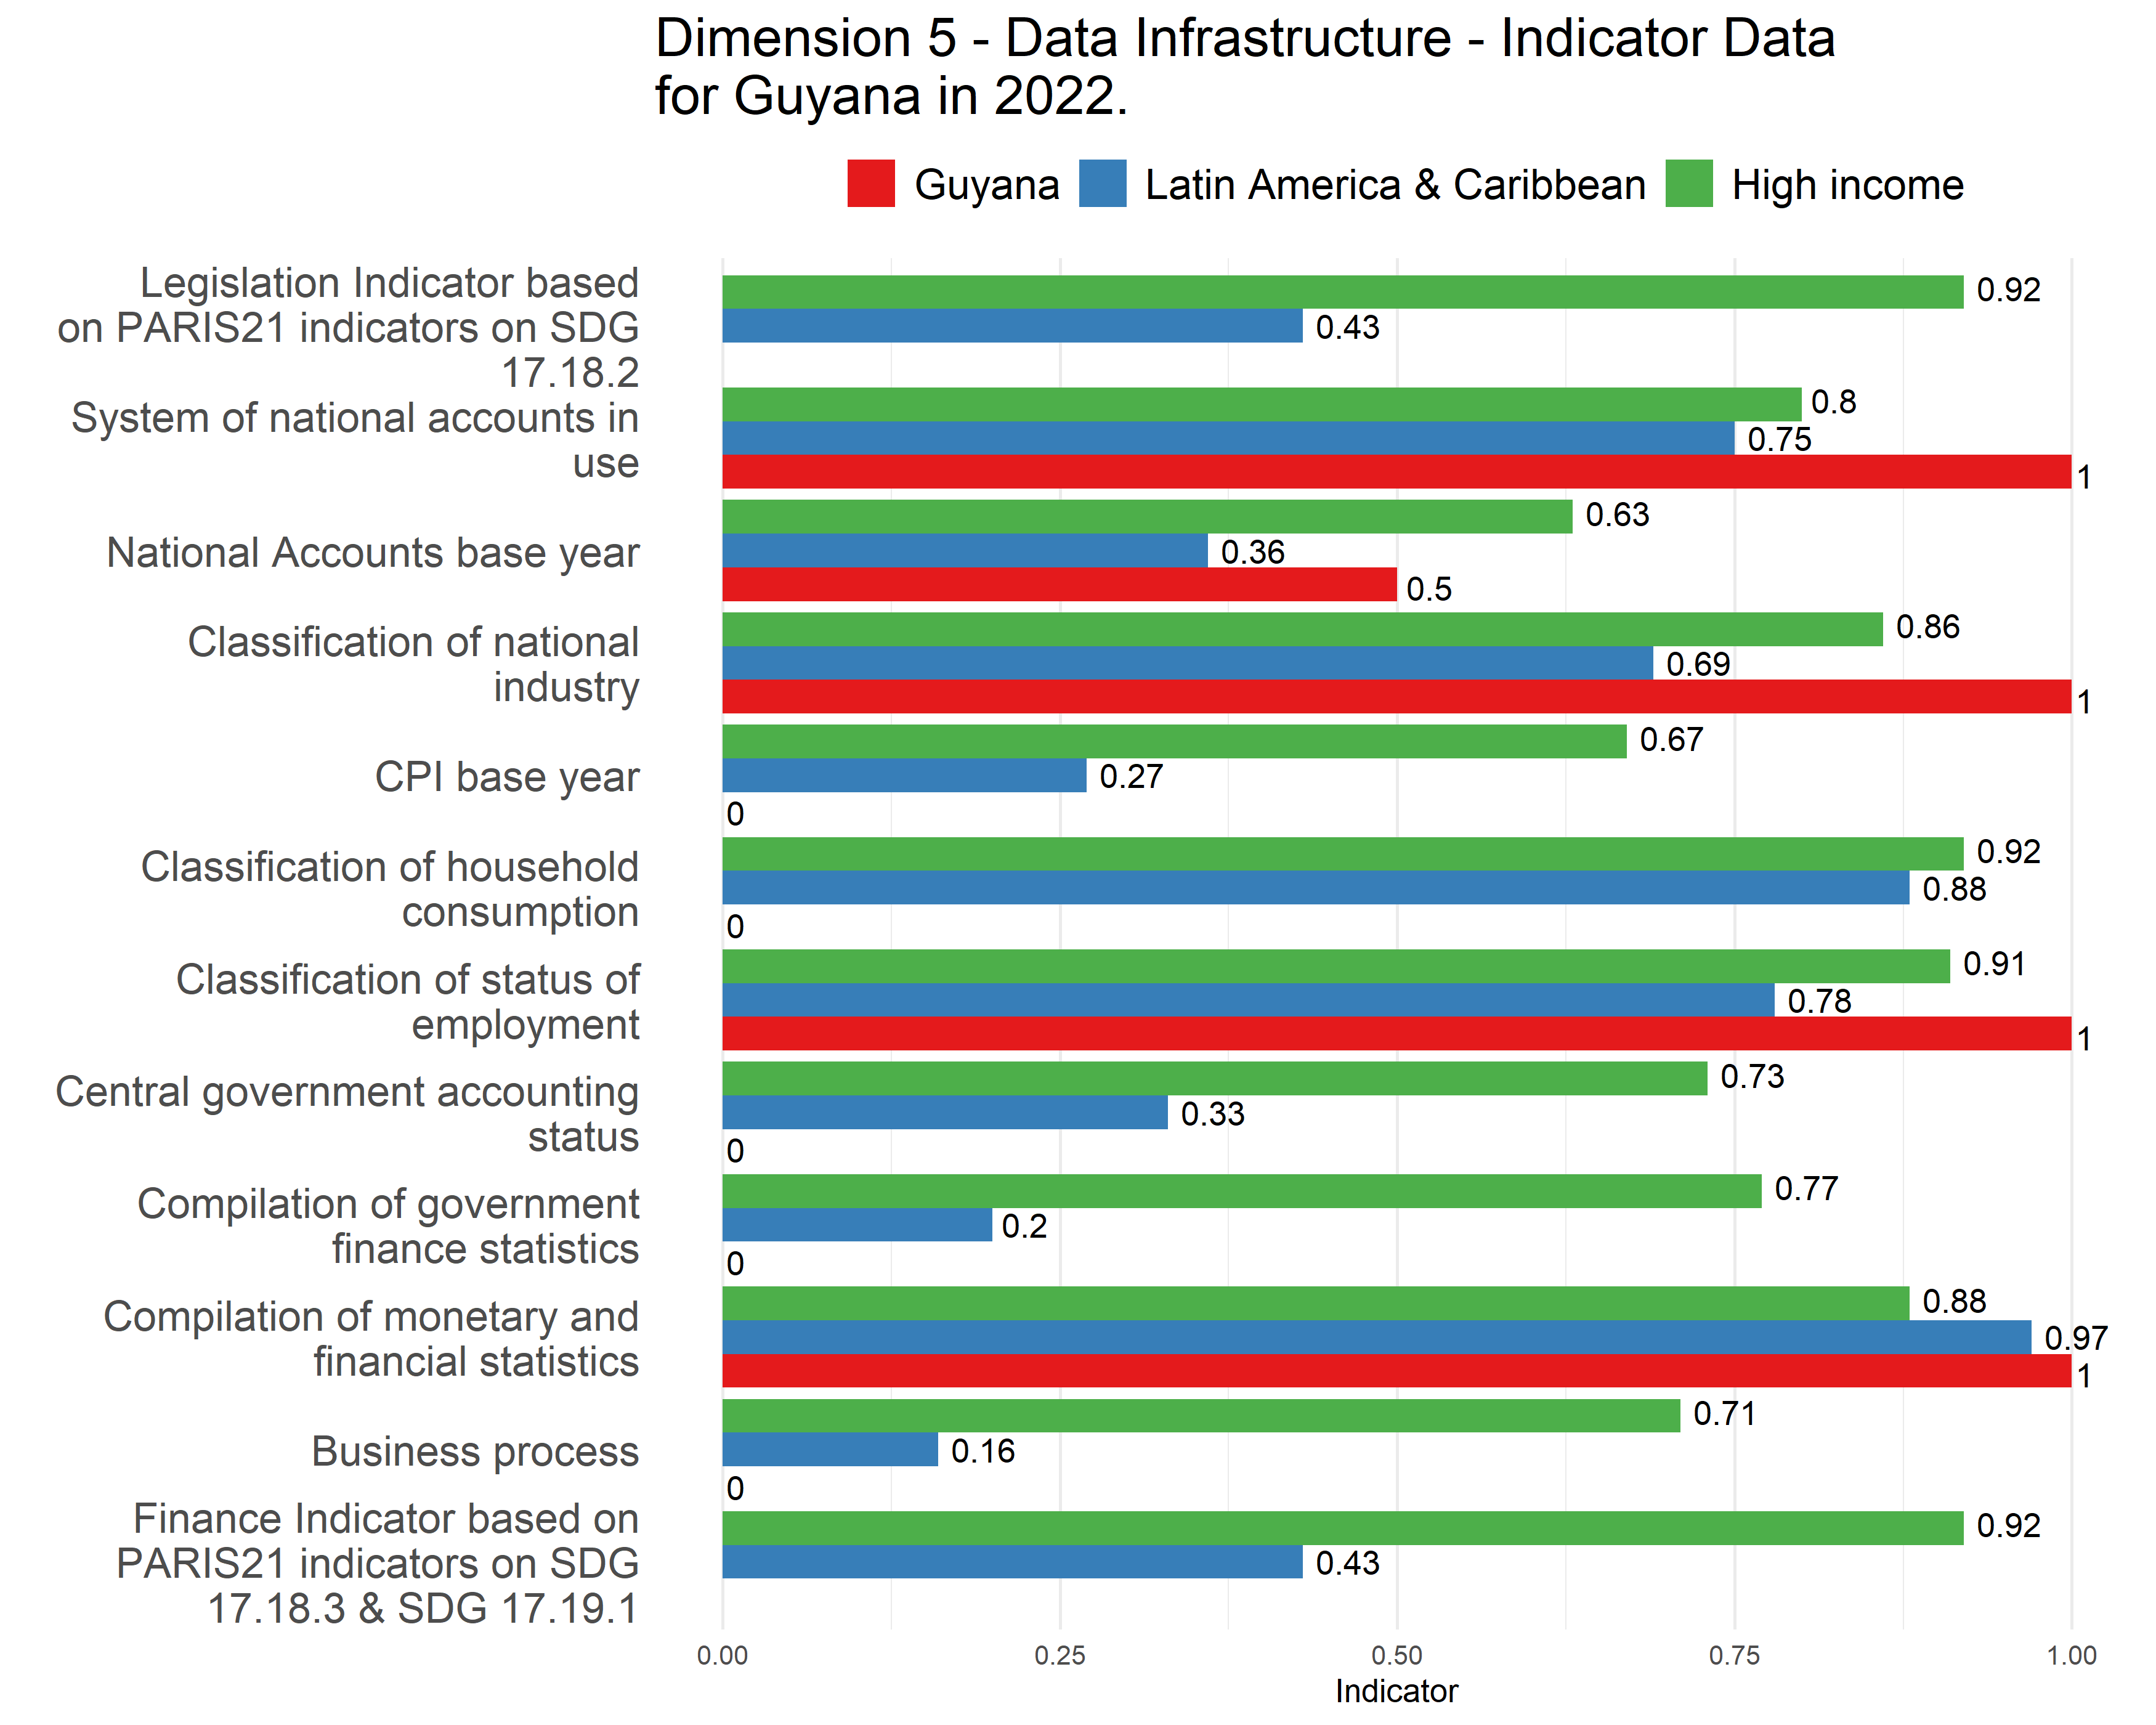 Dimension 5 - Data Infrastructure - Indicator Data
for Guyana in 2022.
Guyana
Latin America & Caribbean
High income
Legislation Indicator based
on PARIS21 indicators on SDG
17.18.2
0.92
0.43
System of national accounts in
use
0.8
0.75
1
National Accounts base year
0.63
0.36
0.5
Classification of national
industry
0.86
0.69
1
CPI base year
0.67
0.27
0
Classification of household
consumption
0.92
0.88
0
Classification of status of
employment
0.91
0.78
1
Central government accounting
status
0.73
0.33
0
Compilation of government
finance statistics
0.77
0.2
0
Compilation of monetary and
financial statistics
0.88
0.97
1
Business process
0.71
0.16
0
Finance Indicator based on
PARIS21 indicators on SDG
17.18.3 & SDG 17.19.1
0.92
0.43
0.00
0.25
0.50
0.75
1.00
Indicator